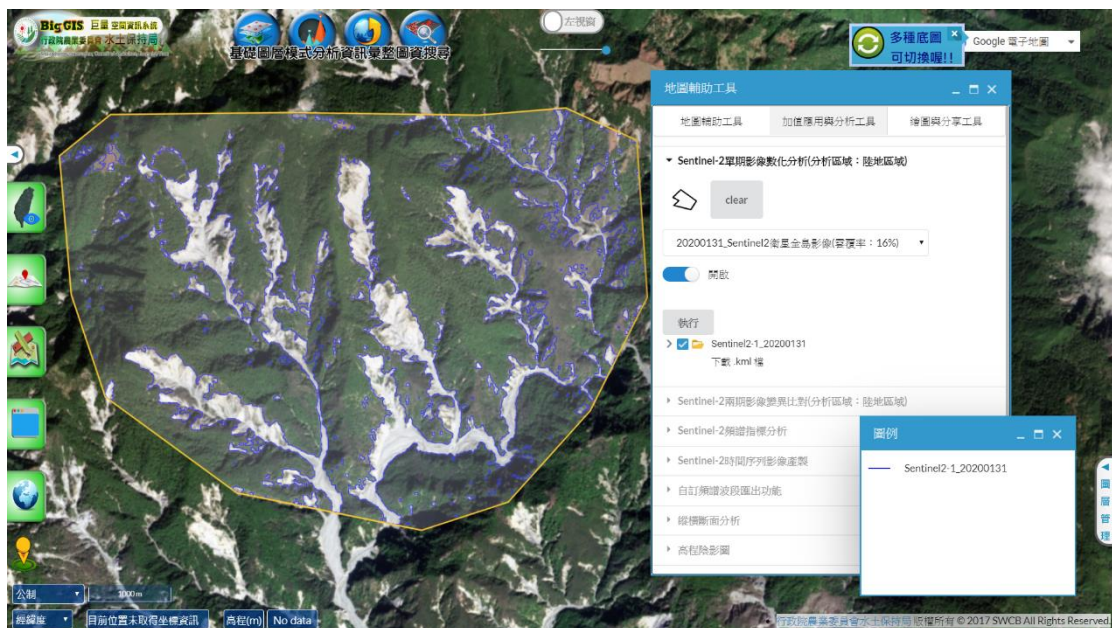 BigGIS 巨量空間資訊系統
行政院農業委員會水土保持局
基礎圖層 模式分析 資訊彙整 圖資搜尋
左視窗
多種底圖
可切換喔!!
Google 電子地圖
地圖輔助工具
地圖輔助工具 加值應用與分析工具 繪圖與分享工具
Sentinel-2單期影像數化分析(分析區域：陸地區域)
clear
20200131_Sentinel2衛星全島影像(雲覆率：16%)
開啟
執行
Sentinel2-1_20200131
下載 .kml 檔
Sentinel-2兩期影像變異比對(分析區域：陸地區域)
Sentinel-2頻譜指標分析
Sentinel-2時間序列影像產製
自訂頻譜波段匯出功能
縱橫斷面分析
高程陰影圖
圖例
Sentinel2-1_20200131
圖層管理
公制
1000 m
經緯度 目前位置未取得坐標資訊 高程(m) No data
行政院農業委員會水土保持局 版權所有 © 2017 SWCB All Rights Reserved.